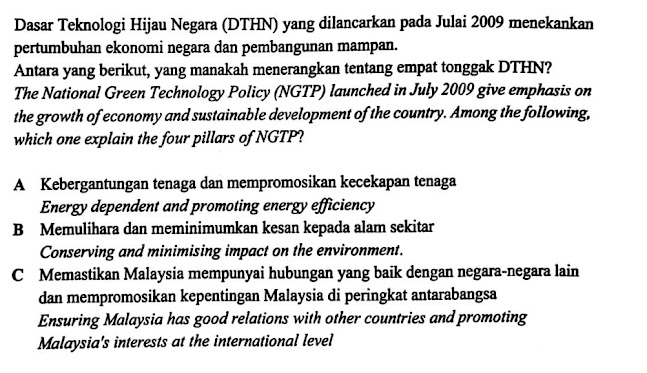 Dasar Teknologi Hijau Negara (DTHN) yang dilancarkan pada Julai 2009 menekankan
pertumbuhan ekonomi negara dan pembangunan mampan.
Antara yang berikut, yang manakah menerangkan tentang empat tonggak DTHN?
The National Green Technology Policy (NGTP) launched in July 2009 give emphasis on
the growth of economy and sustainable development of the country. Among the following,
which one explain the four pillars of NGTP?
A Kebergantungan tenaga dan mempromosikan kecekapan tenaga
Energy dependent and promoting energy efficiency
B Memulihara dan meminimumkan kesan kepada alam sekitar
Conserving and minimising impact on the environment.
C Memastikan Malaysia mempunyai hubungan yang baik dengan negara-negara lain
dan mempromosikan kepentingan Malaysia di peringkat antarabangsa
Ensuring Malaysia has good relations with other countries and promoting
Malaysia's interests at the international level